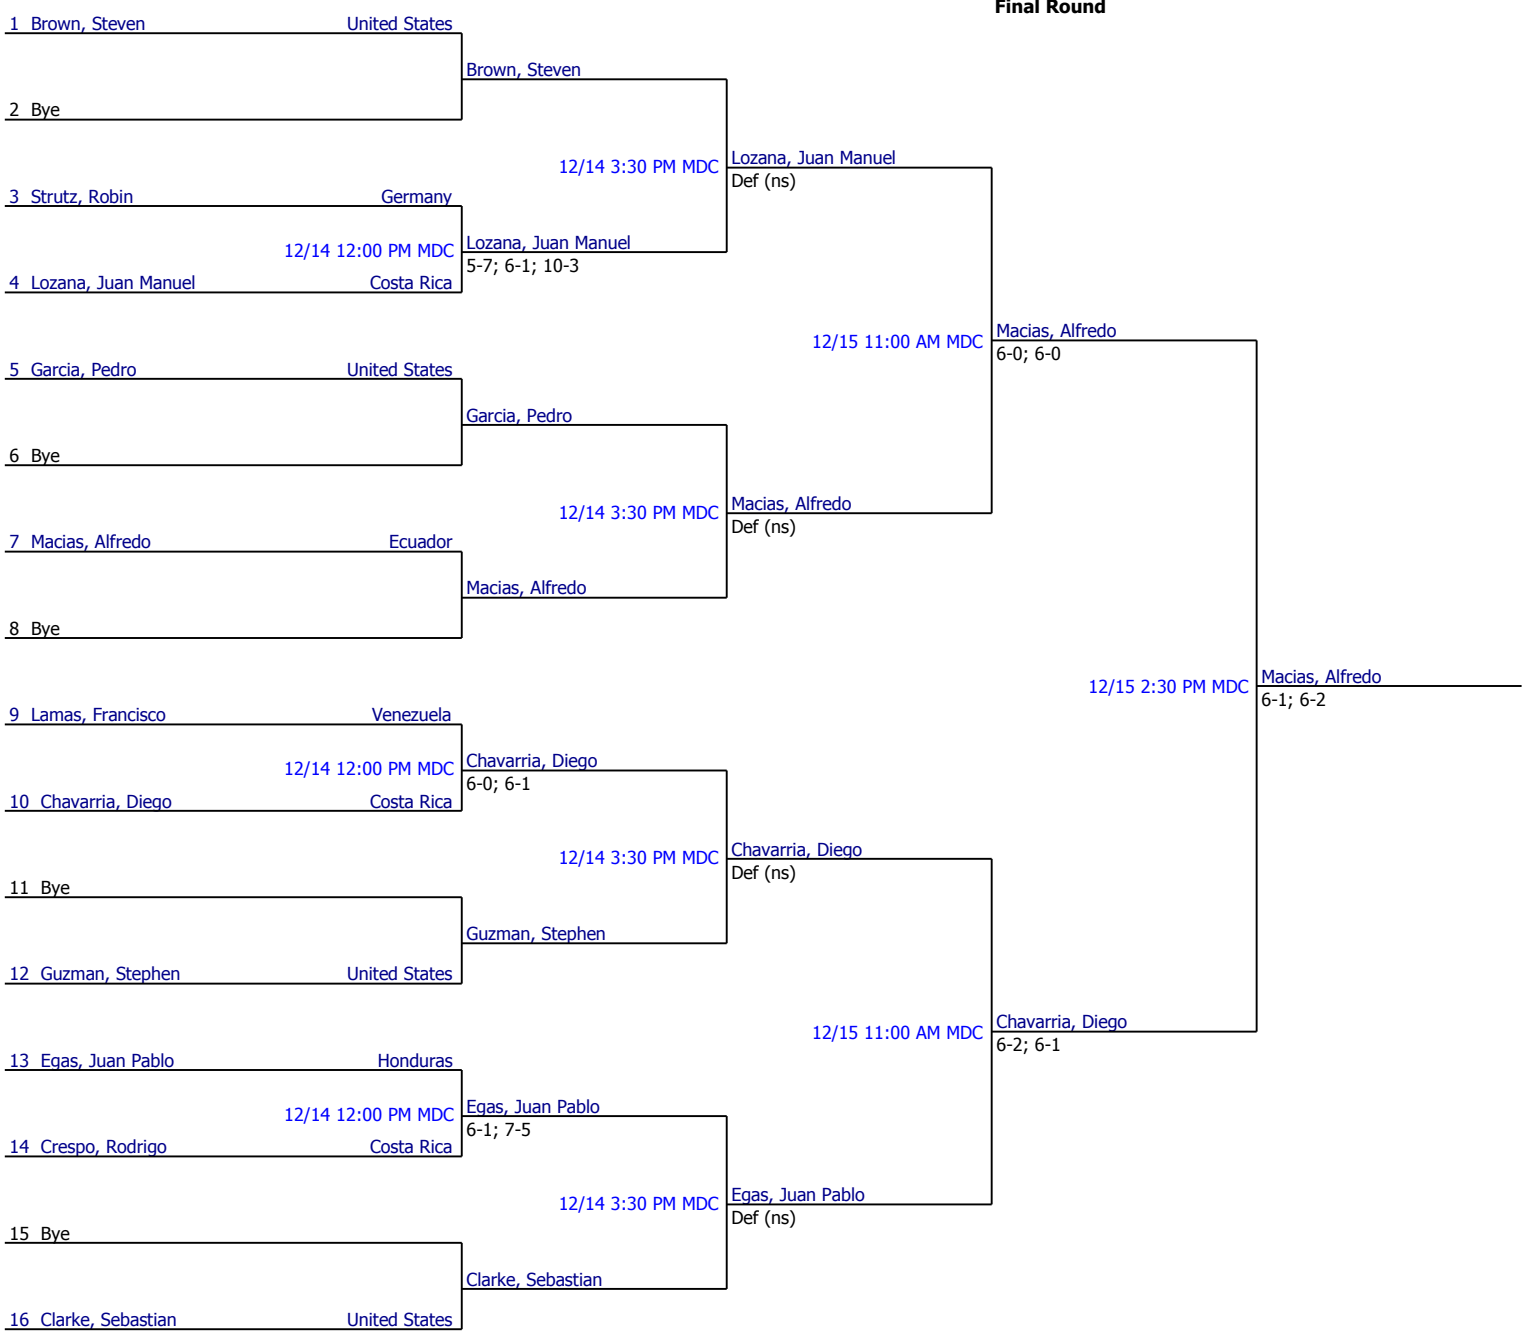 Final Round
1 Brown, Steven United States
Brown, Steven
2 Bye
12/14 3:30 PM MDC Lozana, Juan Manuel
Def (ns)
3 Strutz, Robin Germany
12/14 12:00 PM MDC Lozana, Juan Manuel
5-7; 6-1; 10-3
4 Lozana, Juan Manuel Costa Rica
12/15 11:00 AM MDC Macias, Alfredo
6-0; 6-0
5 Garcia, Pedro United States
Garcia, Pedro
6 Bye
12/14 3:30 PM MDC Macias, Alfredo
Def (ns)
7 Macias, Alfredo Ecuador
Macias, Alfredo
8 Bye
12/15 2:30 PM MDC Macias, Alfredo
6-1; 6-2
9 Lamas, Francisco Venezuela
12/14 12:00 PM MDC Chavarria, Diego
6-0; 6-1
10 Chavarria, Diego Costa Rica
12/14 3:30 PM MDC Chavarria, Diego
Def (ns)
11 Bye
Guzman, Stephen
12 Guzman, Stephen United States
12/15 11:00 AM MDC Chavarria, Diego
6-2; 6-1
13 Egas, Juan Pablo Honduras
12/14 12:00 PM MDC Egas, Juan Pablo
6-1; 7-5
14 Crespo, Rodrigo Costa Rica
12/14 3:30 PM MDC Egas, Juan Pablo
Def (ns)
15 Bye
Clarke, Sebastian
16 Clarke, Sebastian United States